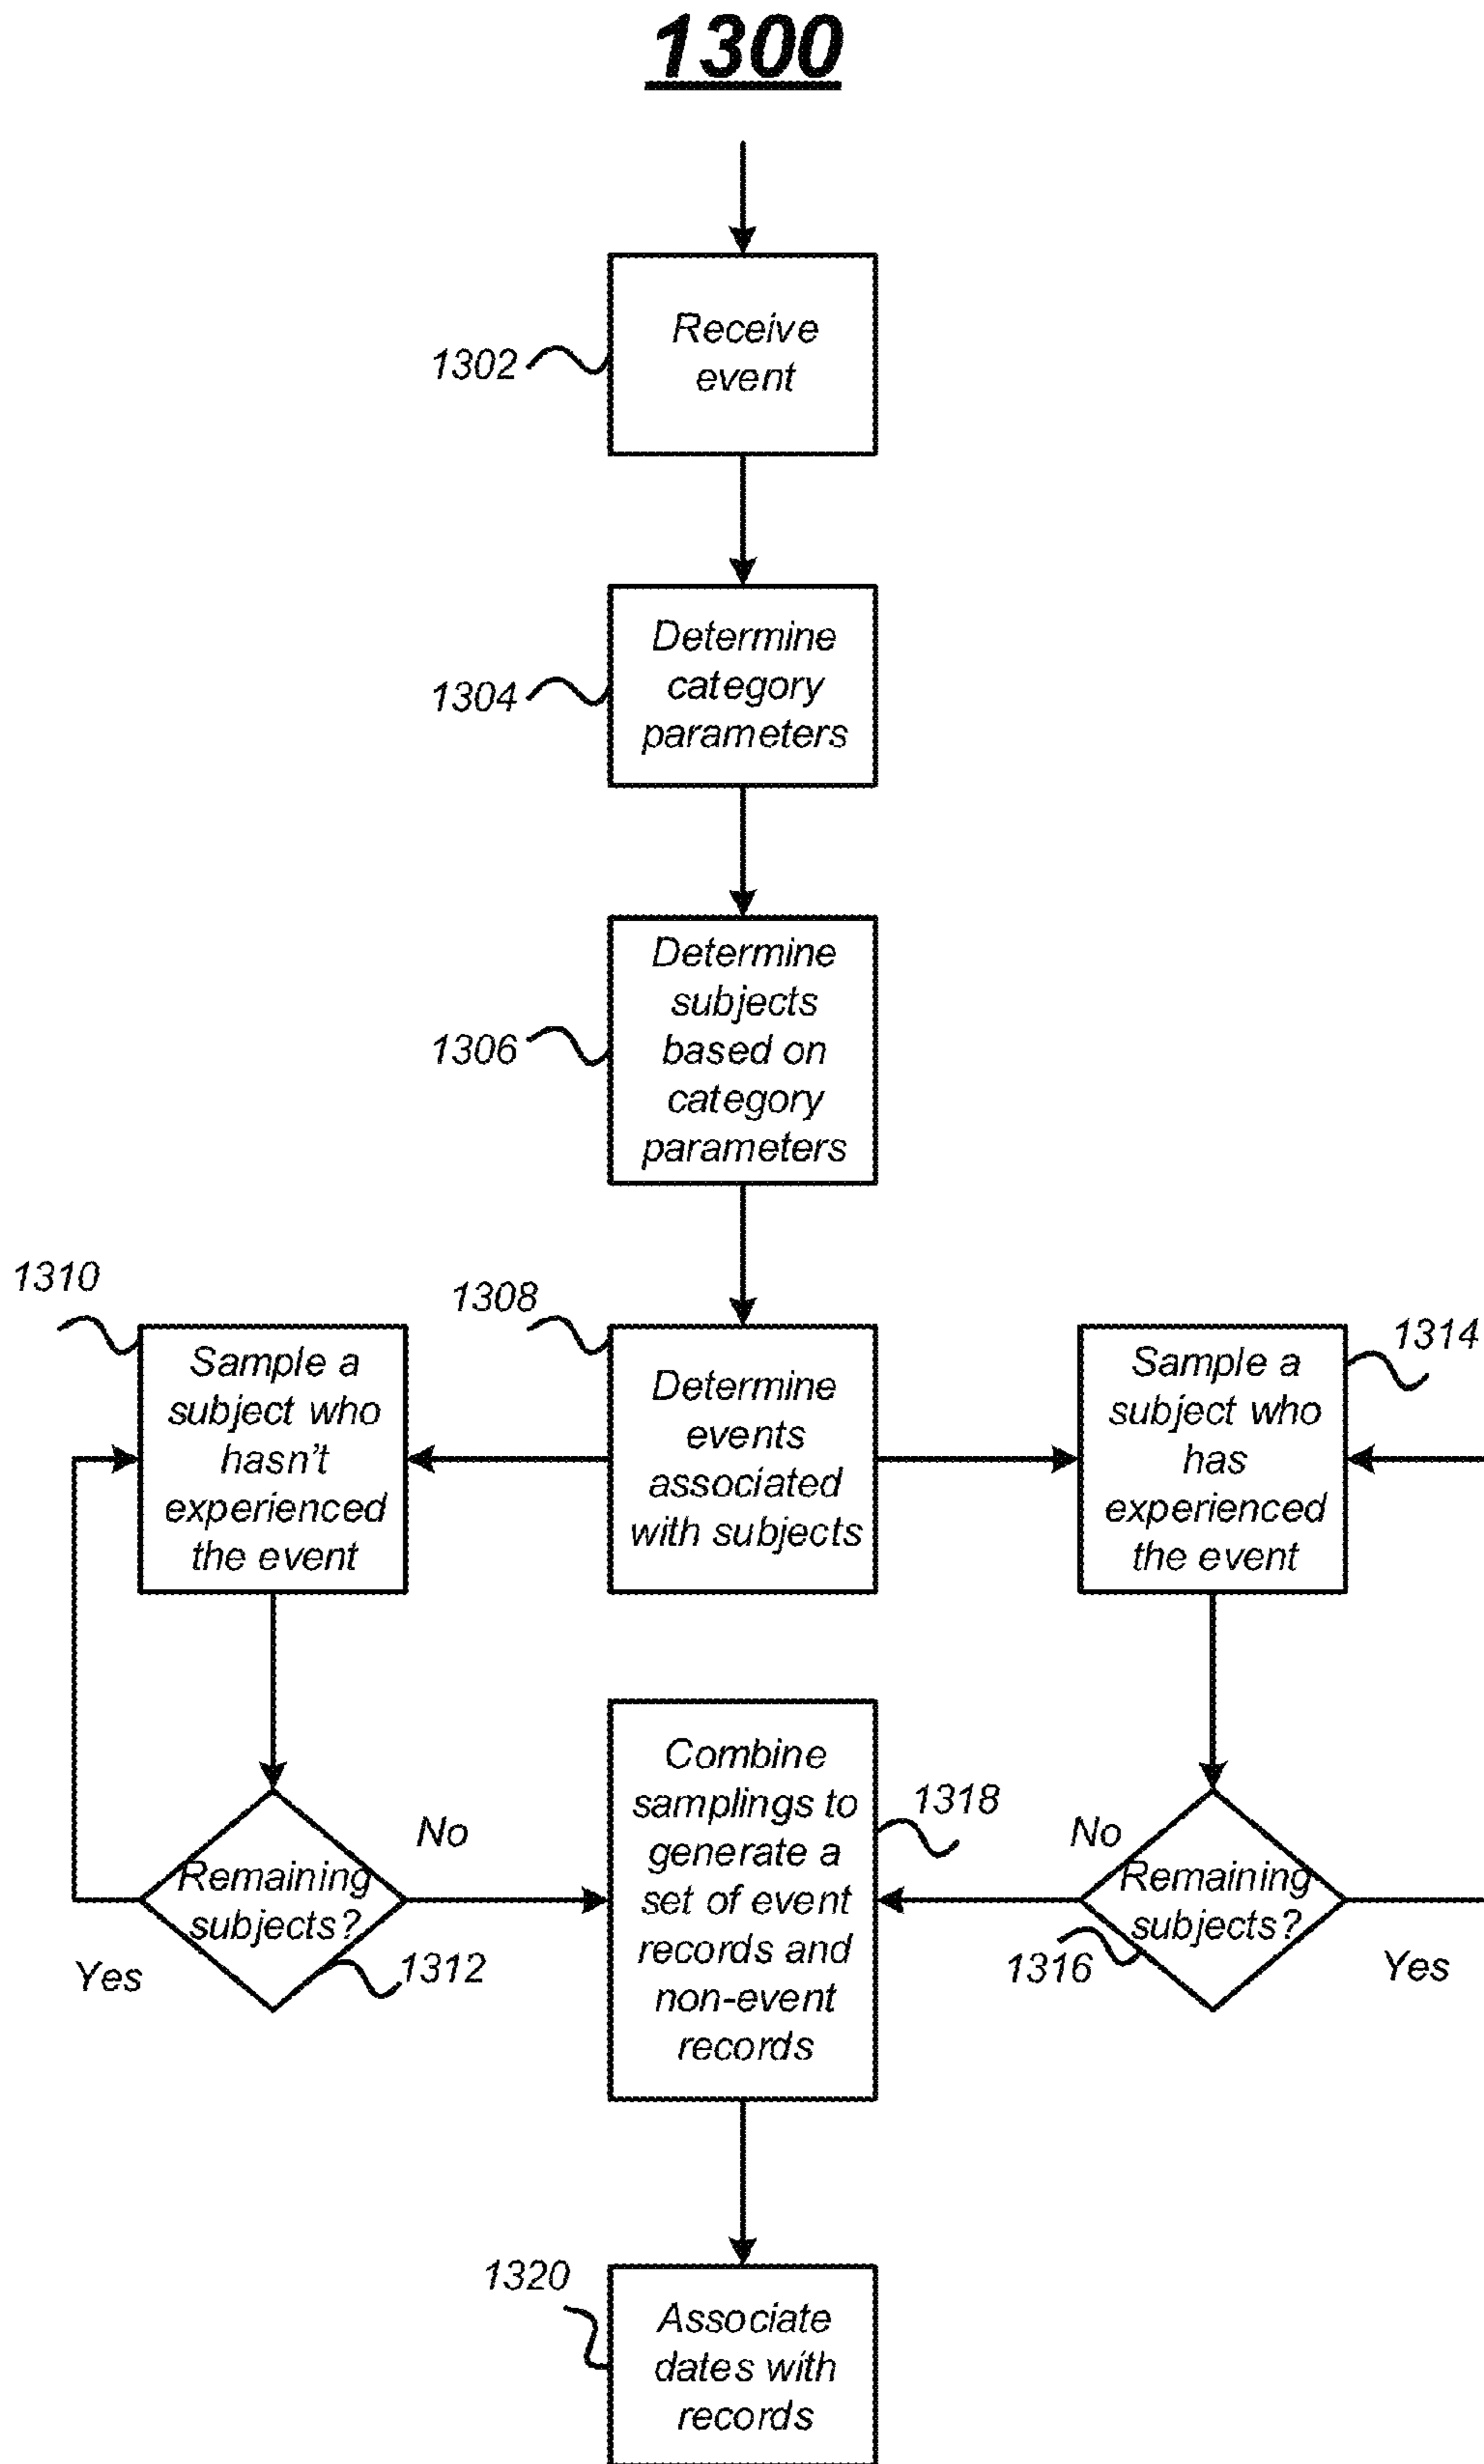 1300
Receive
event
1302
Determine
category
parameters
1304
Determine
subjects
based on
category
parameters
1306
1310
Sample a
subject who
hasn't
experienced
the event
1308
Determine
events
associated
with subjects
1314
Sample a
subject who
has
experienced
the event
Remaining
subjects?
No
Yes
1312
Combine
samplings to
generate a
set of event
records and
non-event
records
1318
No
Remaining
subjects?
1316
Yes
1320
Associate
dates with
records